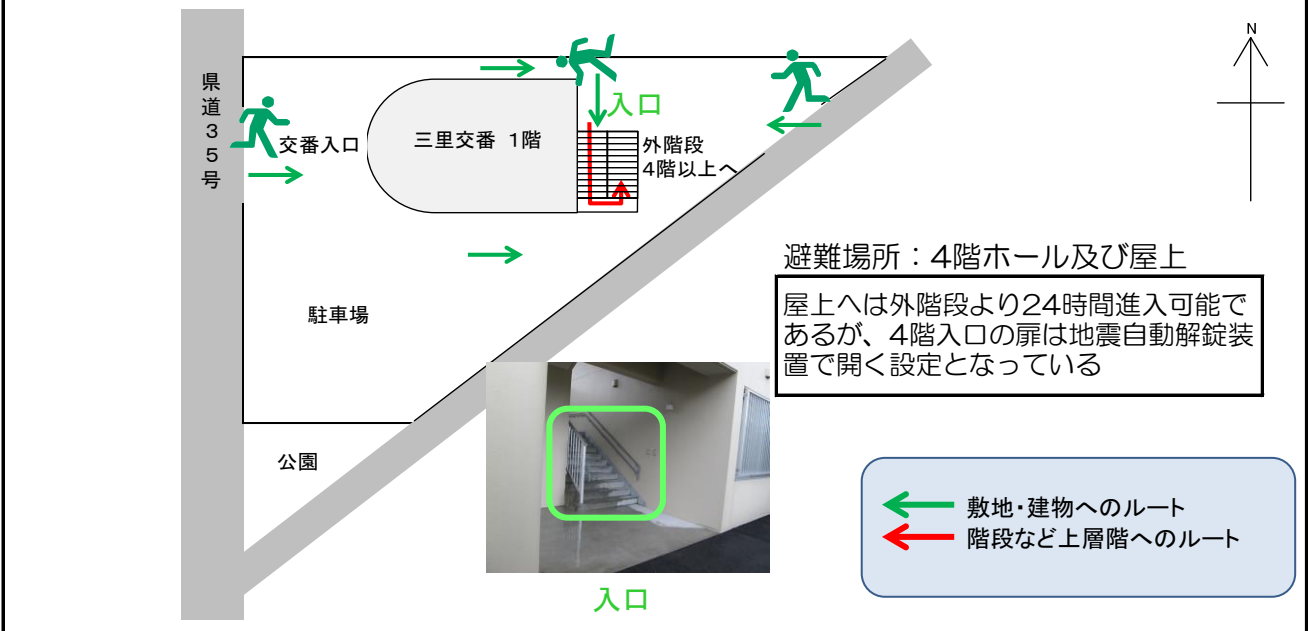 N
県道35号
入口
交番入口
三里交番 1階
外階段
4階以上へ
避難場所：4階ホール及び屋上
屋上へは外階段より24時間進入可能で
あるが、4階入口の扉は地震自動解錠装
置で開く設定となっている
駐車場
公園
敷地・建物へのルート
階段など上層階へのルート
入口